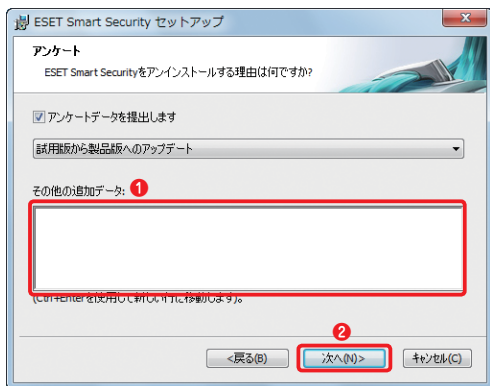 ESET Smart Security セットアップ
アンケート
ESET Smart Securityをアンインストールする理由は何ですか?
アンケートデータを提出します
試用版から製品版へのアップデート
その他の追加データ: 1
(Ctrl+Enterを使用して新しい行に移動します)。
2
<戻る(B)
次へ(N)>
キャンセル(C)